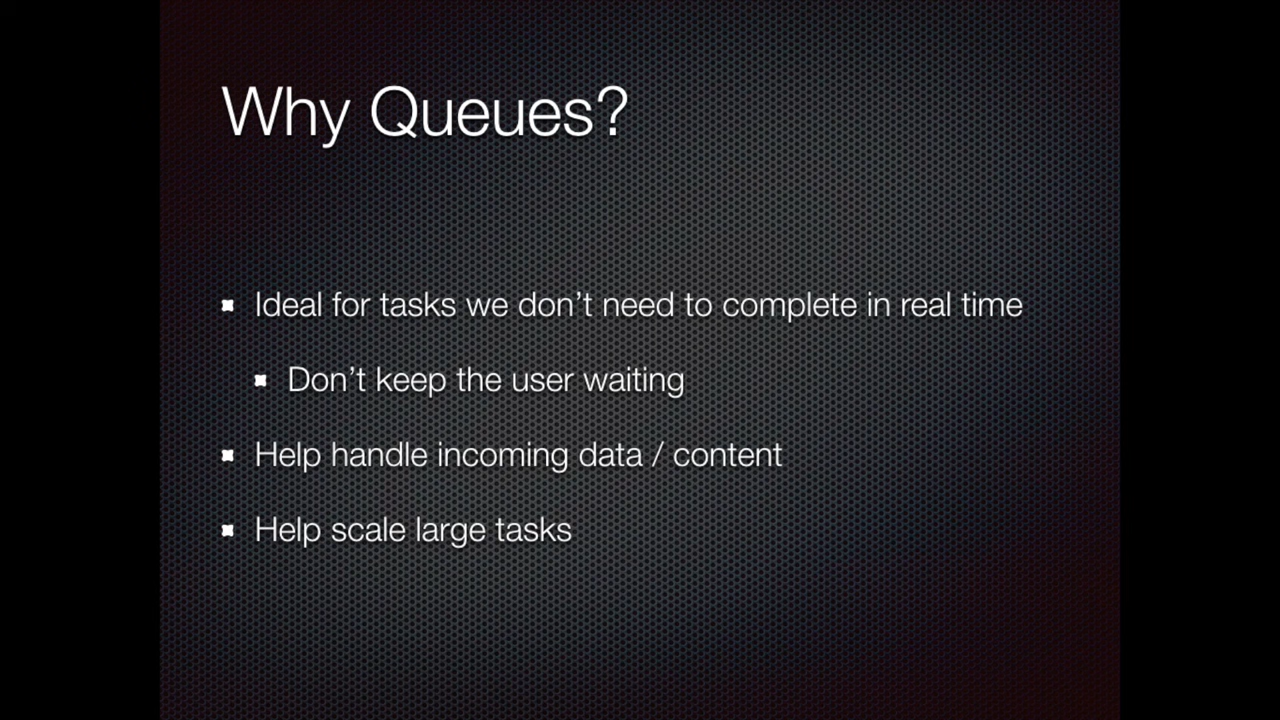 Why Queues?
Ideal for tasks we don’t need to complete in real time
Don’t keep the user waiting
Help handle incoming data / content
Help scale large tasks